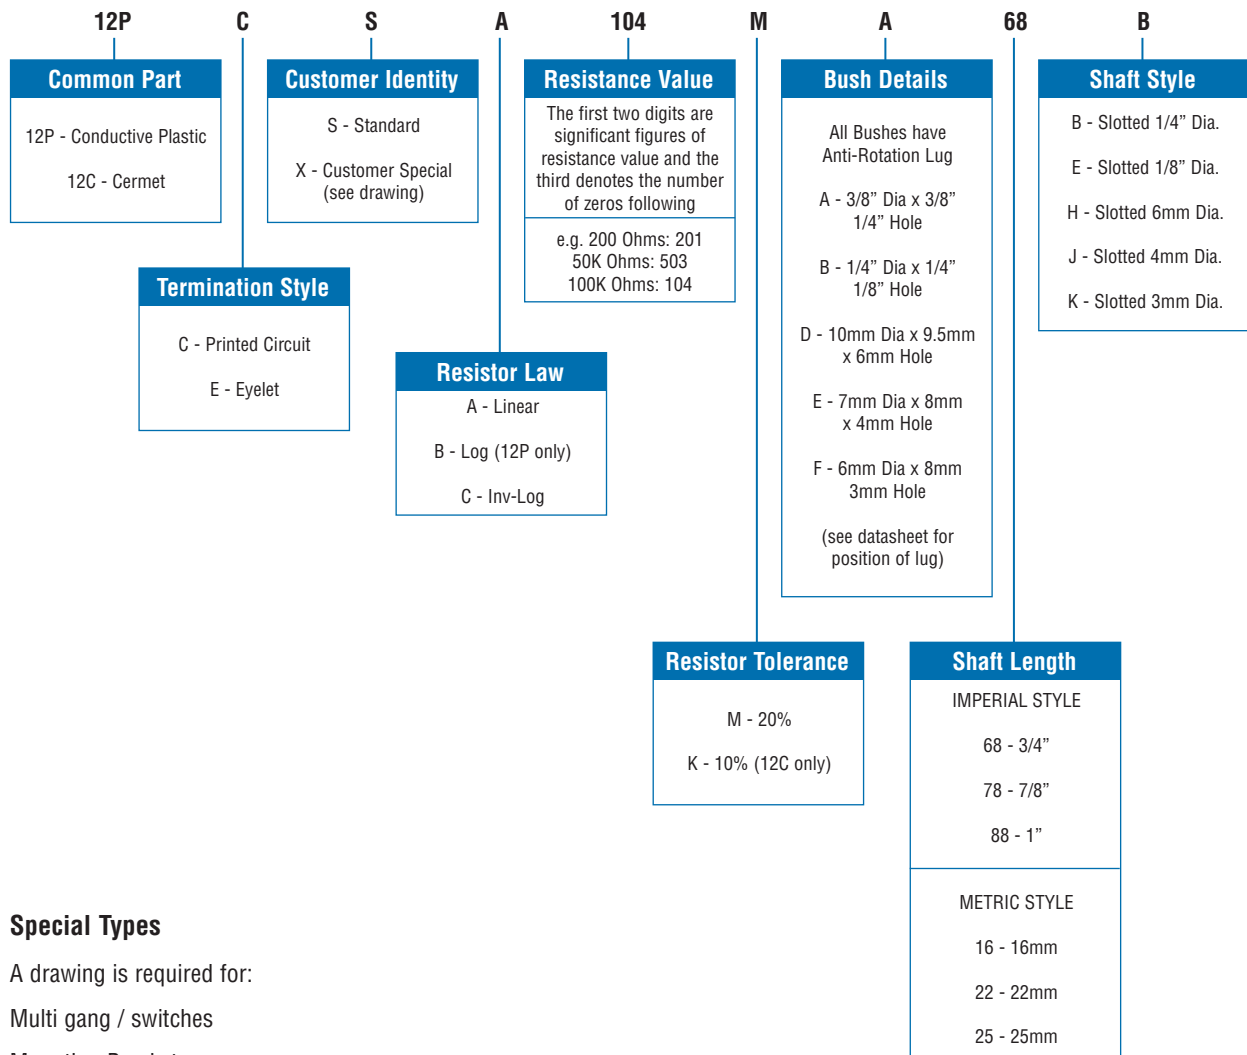 12P C S A 104 M A 68 B
Common Part
12P - Conductive Plastic
12C - Cermet
Termination Style
C - Printed Circuit
E - Eyelet
Customer Identity
S - Standard
X - Customer Special
(see drawing)
Resistor Law
A - Linear
B - Log (12P only)
C - Inv-Log
Resistance Value
The first two digits are
significant figures of
resistance value and the
third denotes the number
of zeros following
e.g. 200 Ohms: 201
50K Ohms: 503
100K Ohms: 104
Resistor Tolerance
M - 20%
K - 10% (12C only)
Bush Details
All Bushes have
Anti-Rotation Lug
A - 3/8” Dia x 3/8”
1/4” Hole
B - 1/4” Dia x 1/4”
1/8” Hole
D - 10mm Dia x 9.5mm
x 6mm Hole
E - 7mm Dia x 8mm
x 4mm Hole
F - 6mm Dia x 8mm
3mm Hole
(see datasheet for
position of lug)
Shaft Length
IMPERIAL STYLE
68 - 3/4”
78 - 7/8”
88 - 1”
METRIC STYLE
16 - 16mm
22 - 22mm
25 - 25mm
Shaft Style
B - Slotted 1/4” Dia.
E - Slotted 1/8” Dia.
H - Slotted 6mm Dia.
J - Slotted 4mm Dia.
K - Slotted 3mm Dia.
Special Types
A drawing is required for:
Multi gang / switches